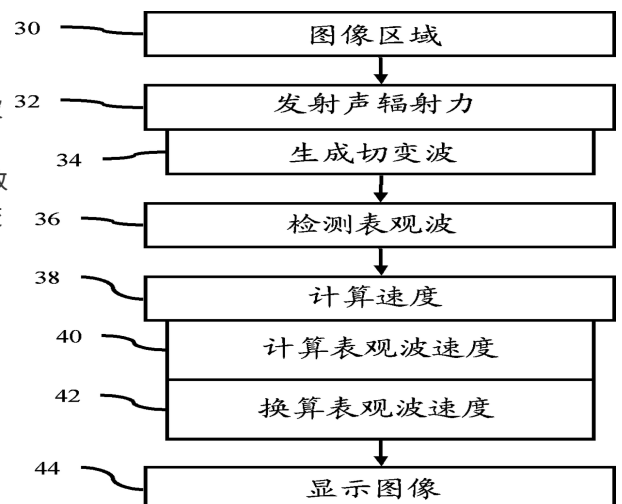 30 图像区域
32 发射声辐射力
34 生成切变波
36 检测表观波
38 计算速度
40 计算表观波速度
42 换算表观波速度
44 显示图像